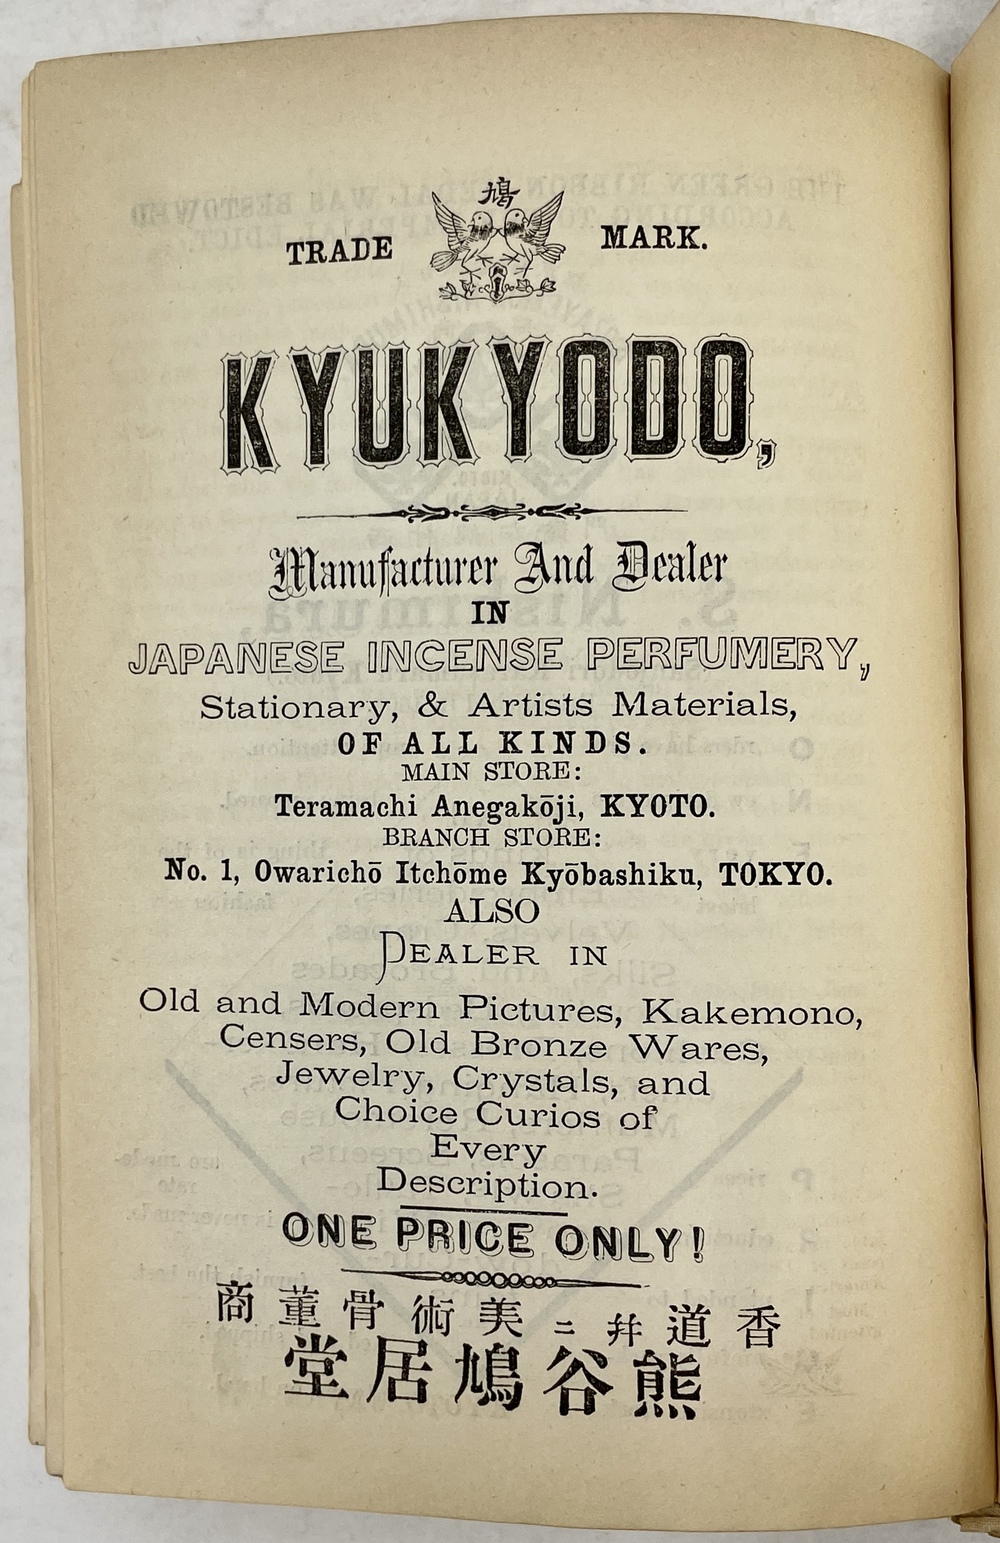 鳩
TRADE MARK.
KYUKYODO,
Manufacturer And Dealer
IN
JAPANESE INCENSE PERFUMERY,
Stationary, & Artists Materials,
OF ALL KINDS.
MAIN STORE:
Teramachi Anegakōji, KYOTO.
BRANCH STORE:
No. 1, Owarichō Itchōme Kyōbashiku, TOKYO.
ALSO
DEALER IN
Old and Modern Pictures, Kakemono,
Censers, Old Bronze Wares,
Jewelry, Crystals, and
Choice Curios of
Every
Description.
ONE PRICE ONLY!
香道幷ニ美術骨董商
熊谷鳩居堂